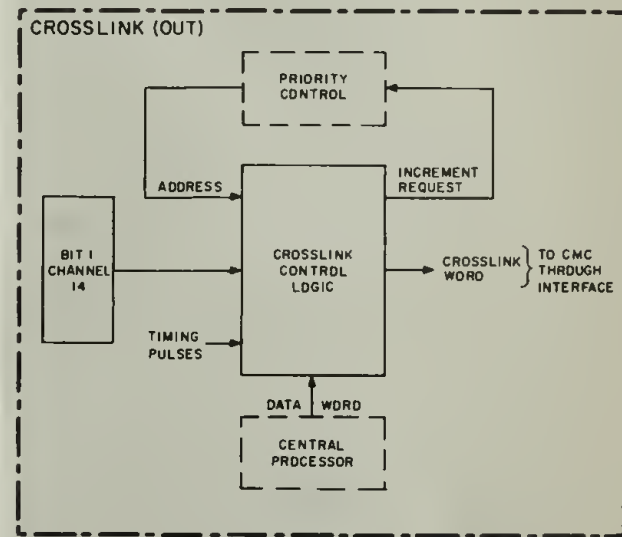 CROSSLINK (OUT)
PRIORITY
CONTROL
ADDRESS
INCREMENT
REQUEST
BIT 1
CHANNEL
14
CROSSLINK
CONTROL
LOGIC
CROSSLINK
WORD
TO CMC
THROUGH
INTERFACE
TIMING
PULSES
DATA WORD
CENTRAL
PROCESSOR